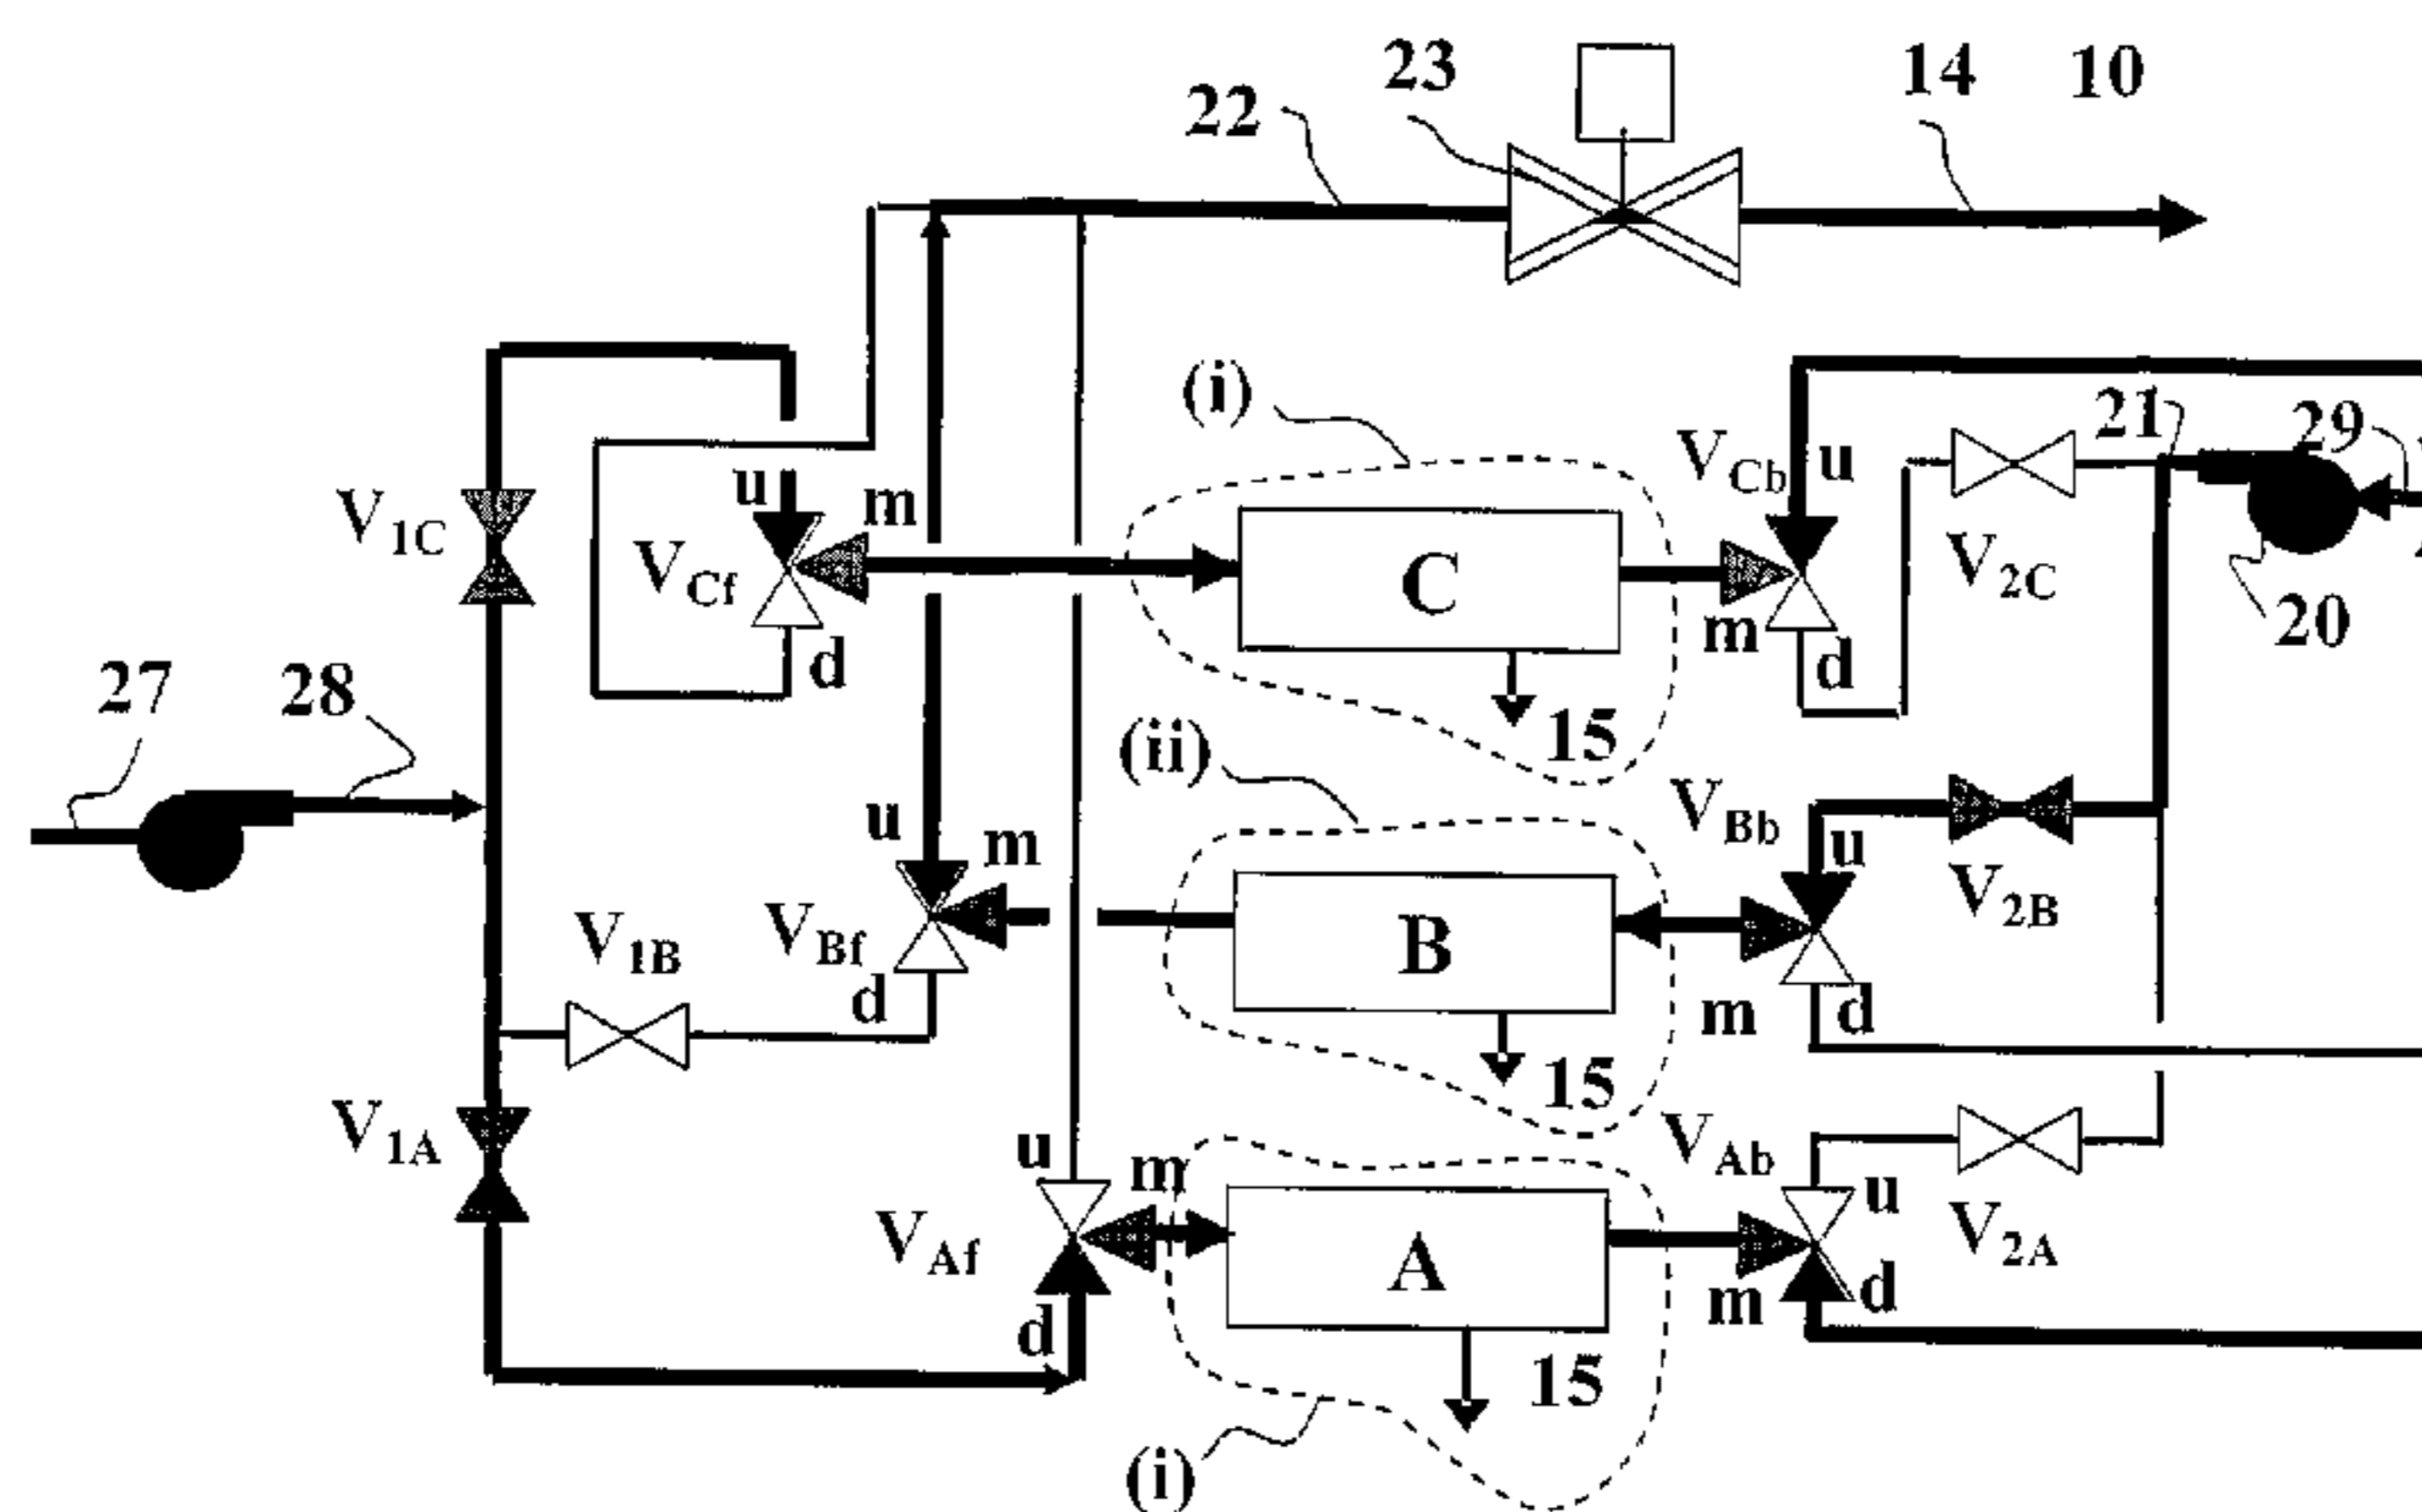 23 14 10
22
(i)
21 29
V1C u m VCb u
VCf C V2C 20
d m d
27 28 15
(ii)
u m VBb u
V1B VBf B V2B
d m d
15
V1A u m VAb u
VAf A V2A
d m d
15
(i)